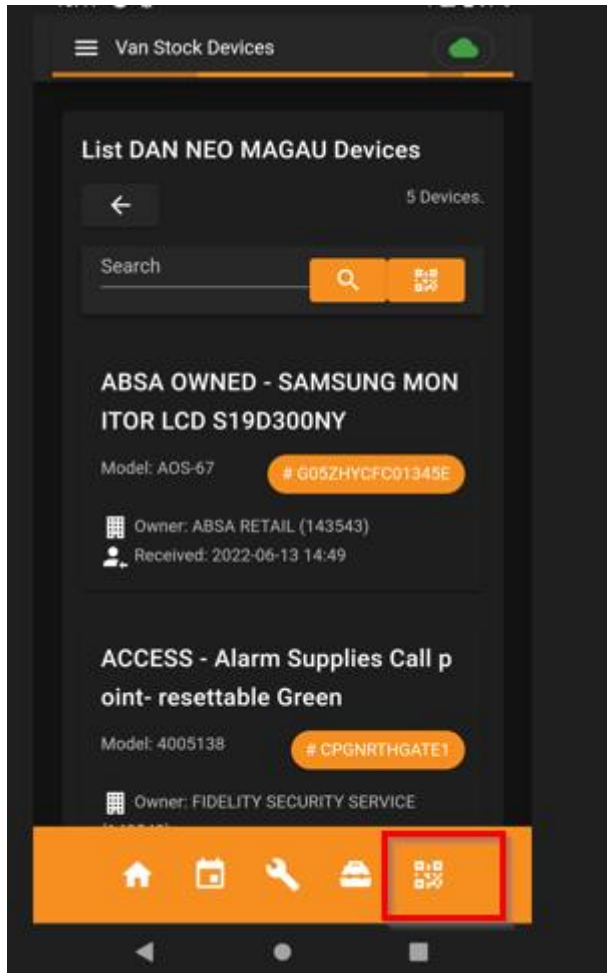 Van Stock Devices
List DAN NEO MAGAU Devices
5 Devices.
Search
ABSA OWNED - SAMSUNG MON
ITOR LCD S19D300NY
Model: AOS-67
# G05ZHYCFC01345E
Owner: ABSA RETAIL (143543)
Received: 2022-06-13 14:49
ACCESS - Alarm Supplies Call p
oint- resettable Green
Model: 4005138
# CPGNRTHGATE1
Owner: FIDELITY SECURITY SERVICE